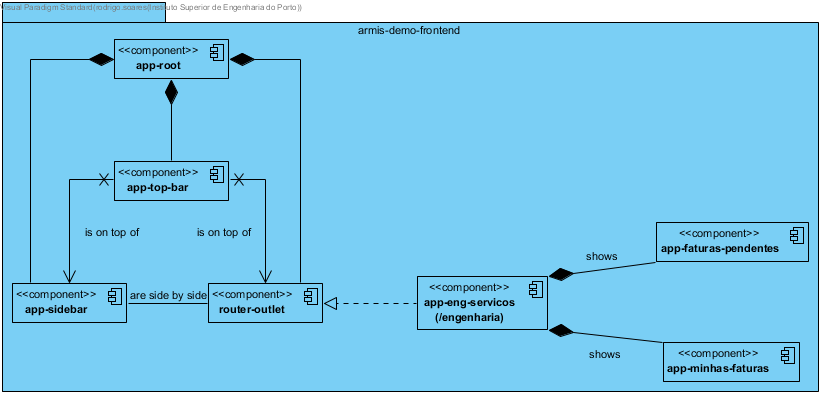 Visual Paradigm Standard(rodrigo.soares(Instituto Superior de Engenharia do Porto))
armis-demo-frontend
<<component>>
app-root
<<component>>
app-top-bar
is on top of
is on top of
<<component>>
app-faturas-pendentes
shows
<<component>>
app-sidebar
are side by side
<<component>>
router-outlet
<<component>>
app-eng-servicos
(/engenharia)
shows
<<component>>
app-minhas-faturas